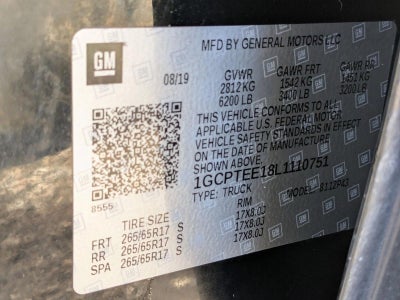 MFD BY GENERAL MOTORS LLC
GM
08/19 GVWR GAWR FRT GAWR RR
2812 KG 1542 KG 1451 KG
6200 LB 3400 LB 3200 LB
THIS VEHICLE CONFORMS TO ALL
APPLICABLE U.S. FEDERAL MOTOR
VEHICLE SAFETY STANDARDS IN EFFECT
ON THE DATE OF MANUFACTURE
SHOWN ABOVE.
1GCPTEE18L1110751
8555 TYPE: TRUCK
TIRE SIZE RIM
FRT 265/65R17 S 17X8.0J
RR 265/65R17 S 17X8.0J
SPA 265/65R17 S 17X8.0J